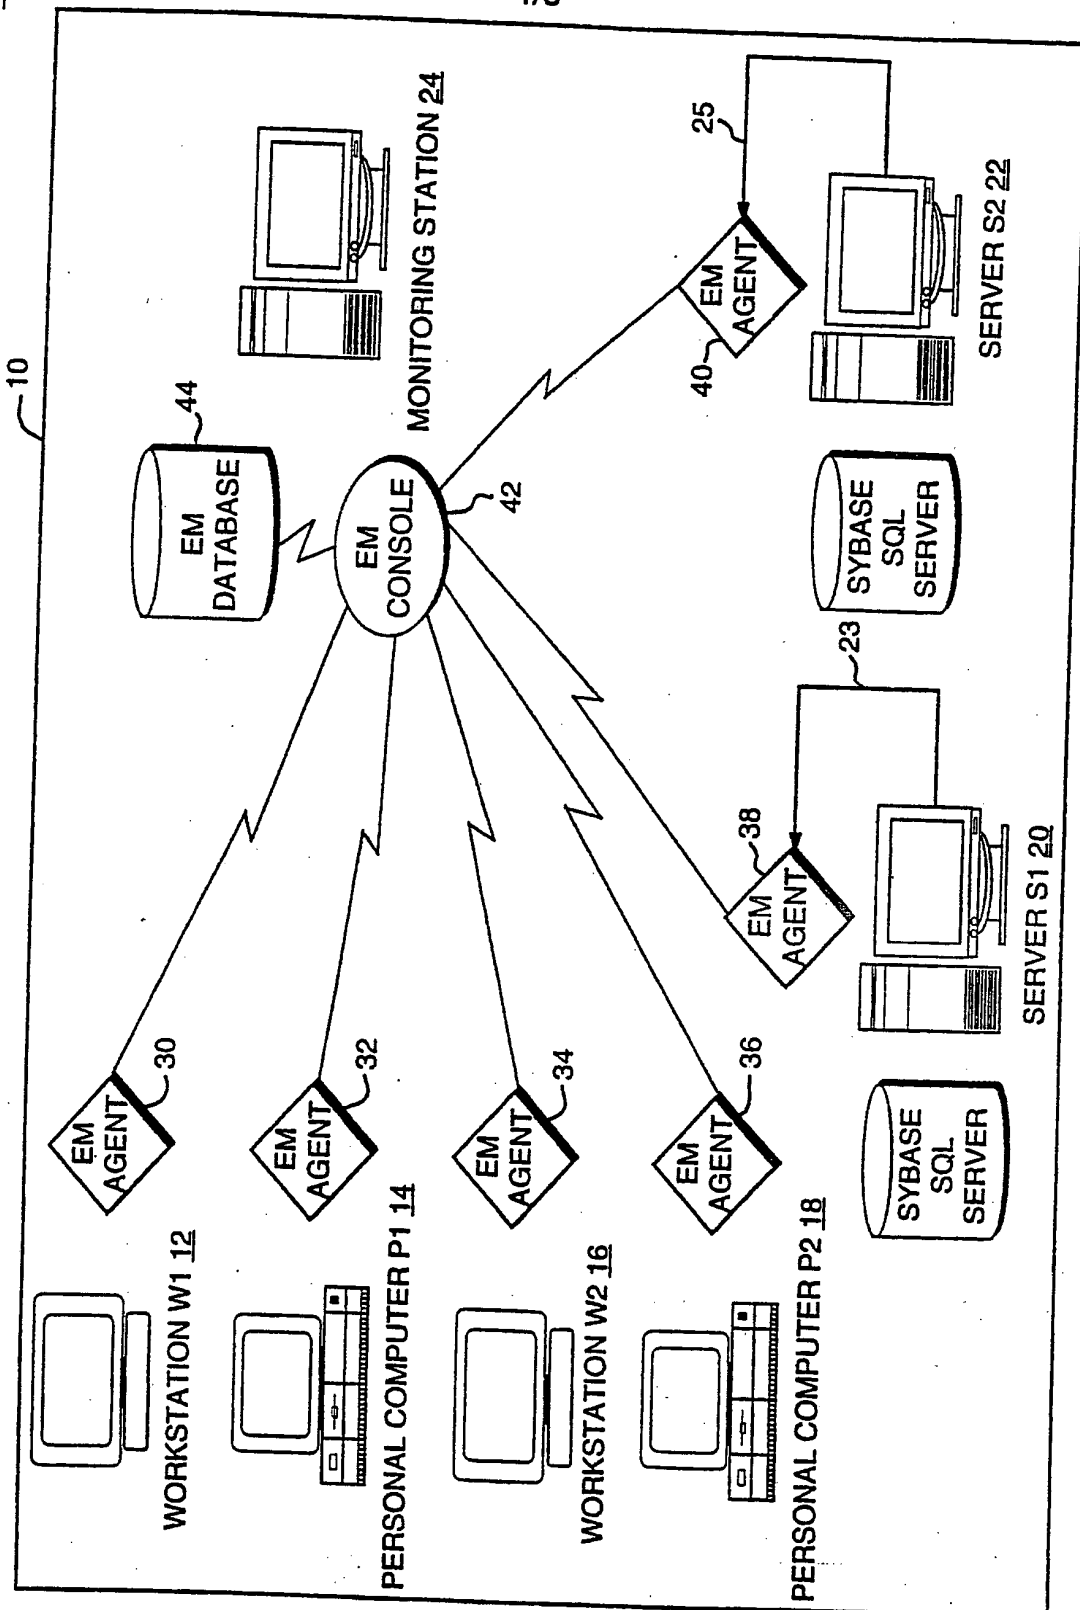 10
WORKSTATION W1 12
EM
AGENT
30
PERSONAL COMPUTER P1 14
EM
AGENT
32
WORKSTATION W2 16
EM
AGENT
34
PERSONAL COMPUTER P2 18
EM
AGENT
36
EM
DATABASE
44
EM
CONSOLE
42
MONITORING STATION 24
EM
AGENT
38
23
SERVER S1 20
SYBASE
SQL
SERVER
EM
AGENT
40
25
SERVER S2 22
SYBASE
SQL
SERVER